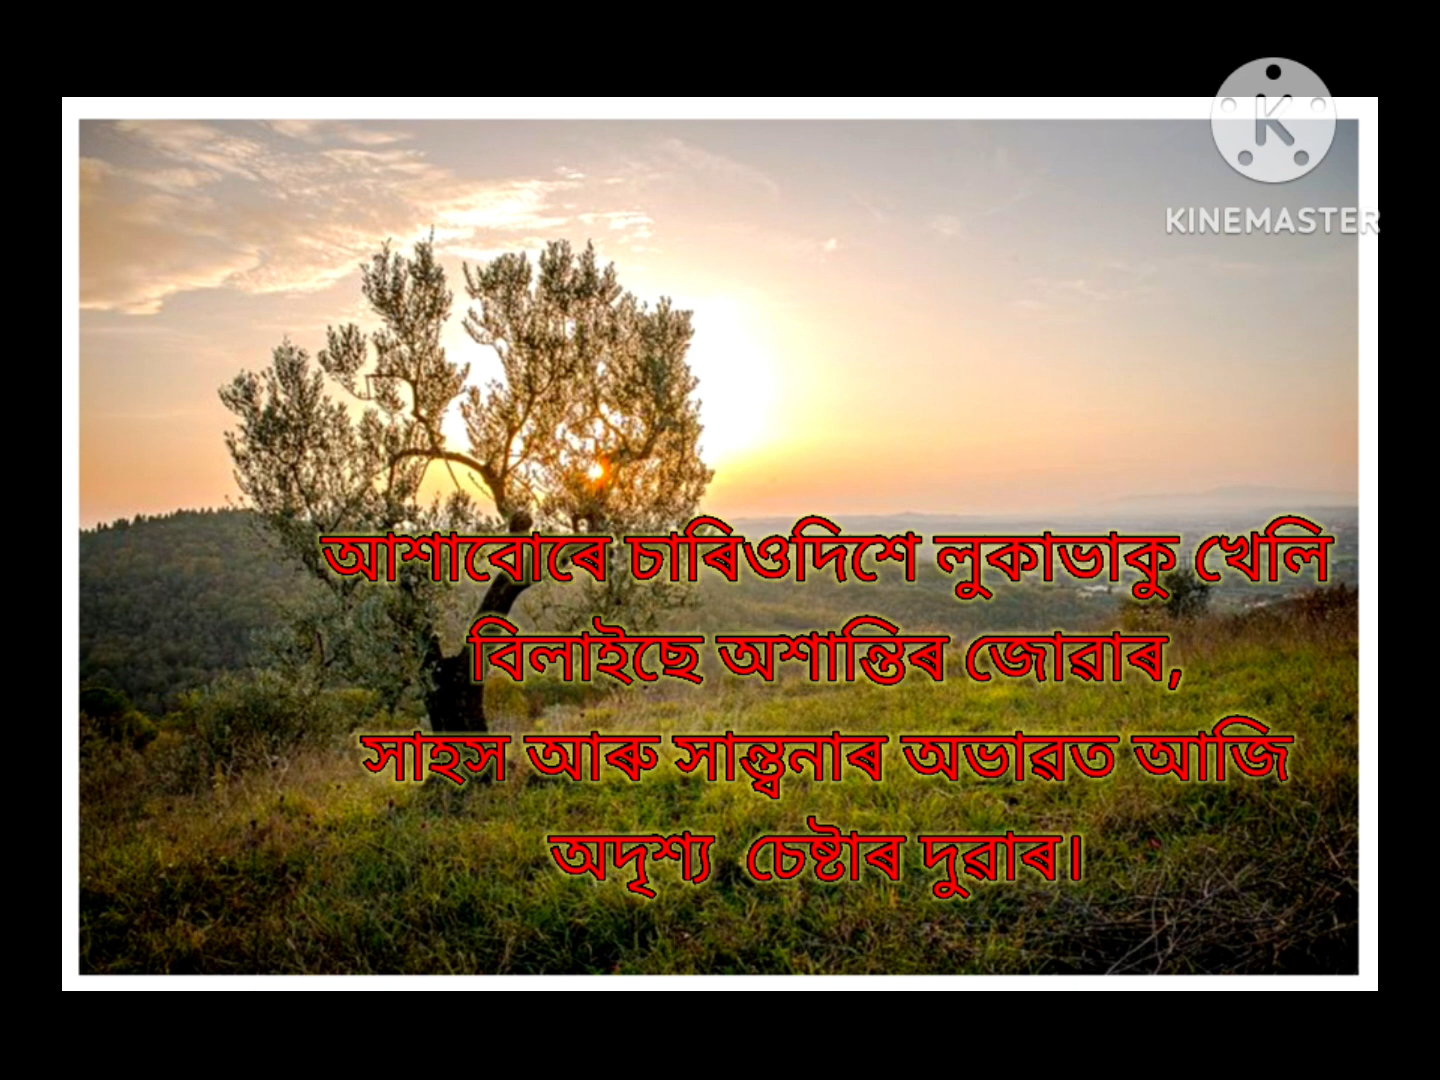 KINEMASTER
আশাবোৰে চাৰিওদিশে লুকাভাকু খেলি
বিলাইছে অশান্তিৰ জোৱাৰ,
সাহস আৰু সান্ত্বনাৰ অভাৱত আজি
অদৃশ্য  চেষ্টাৰ দুৱাৰ।